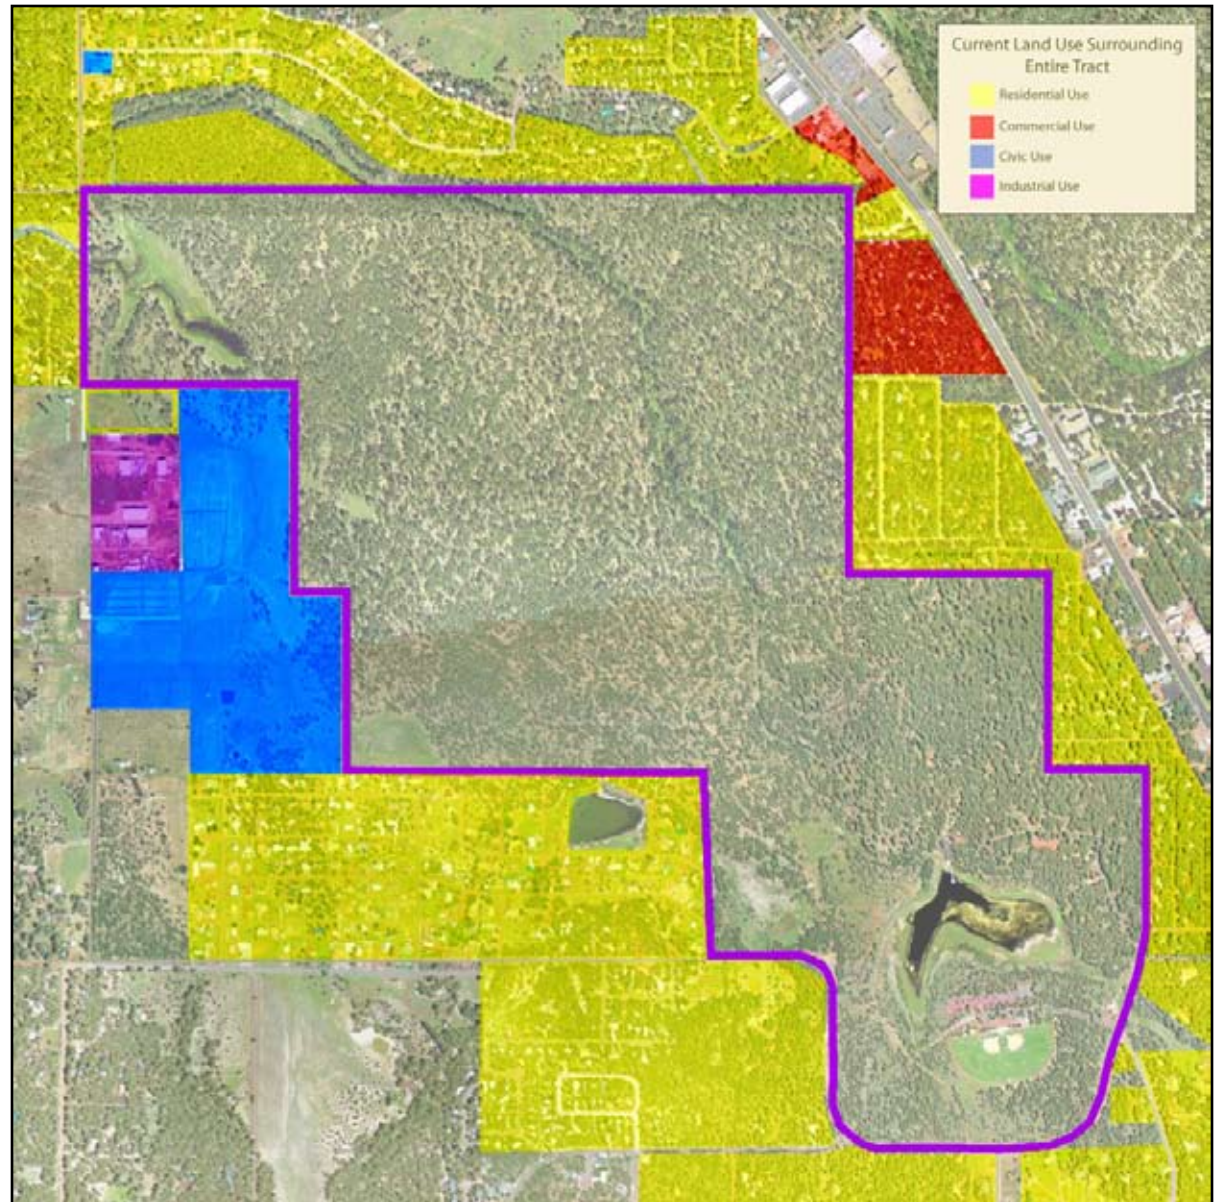 Current Land Use Surrounding
Entire Tract
Residential Use
Commercial Use
Civic Use
Industrial Use